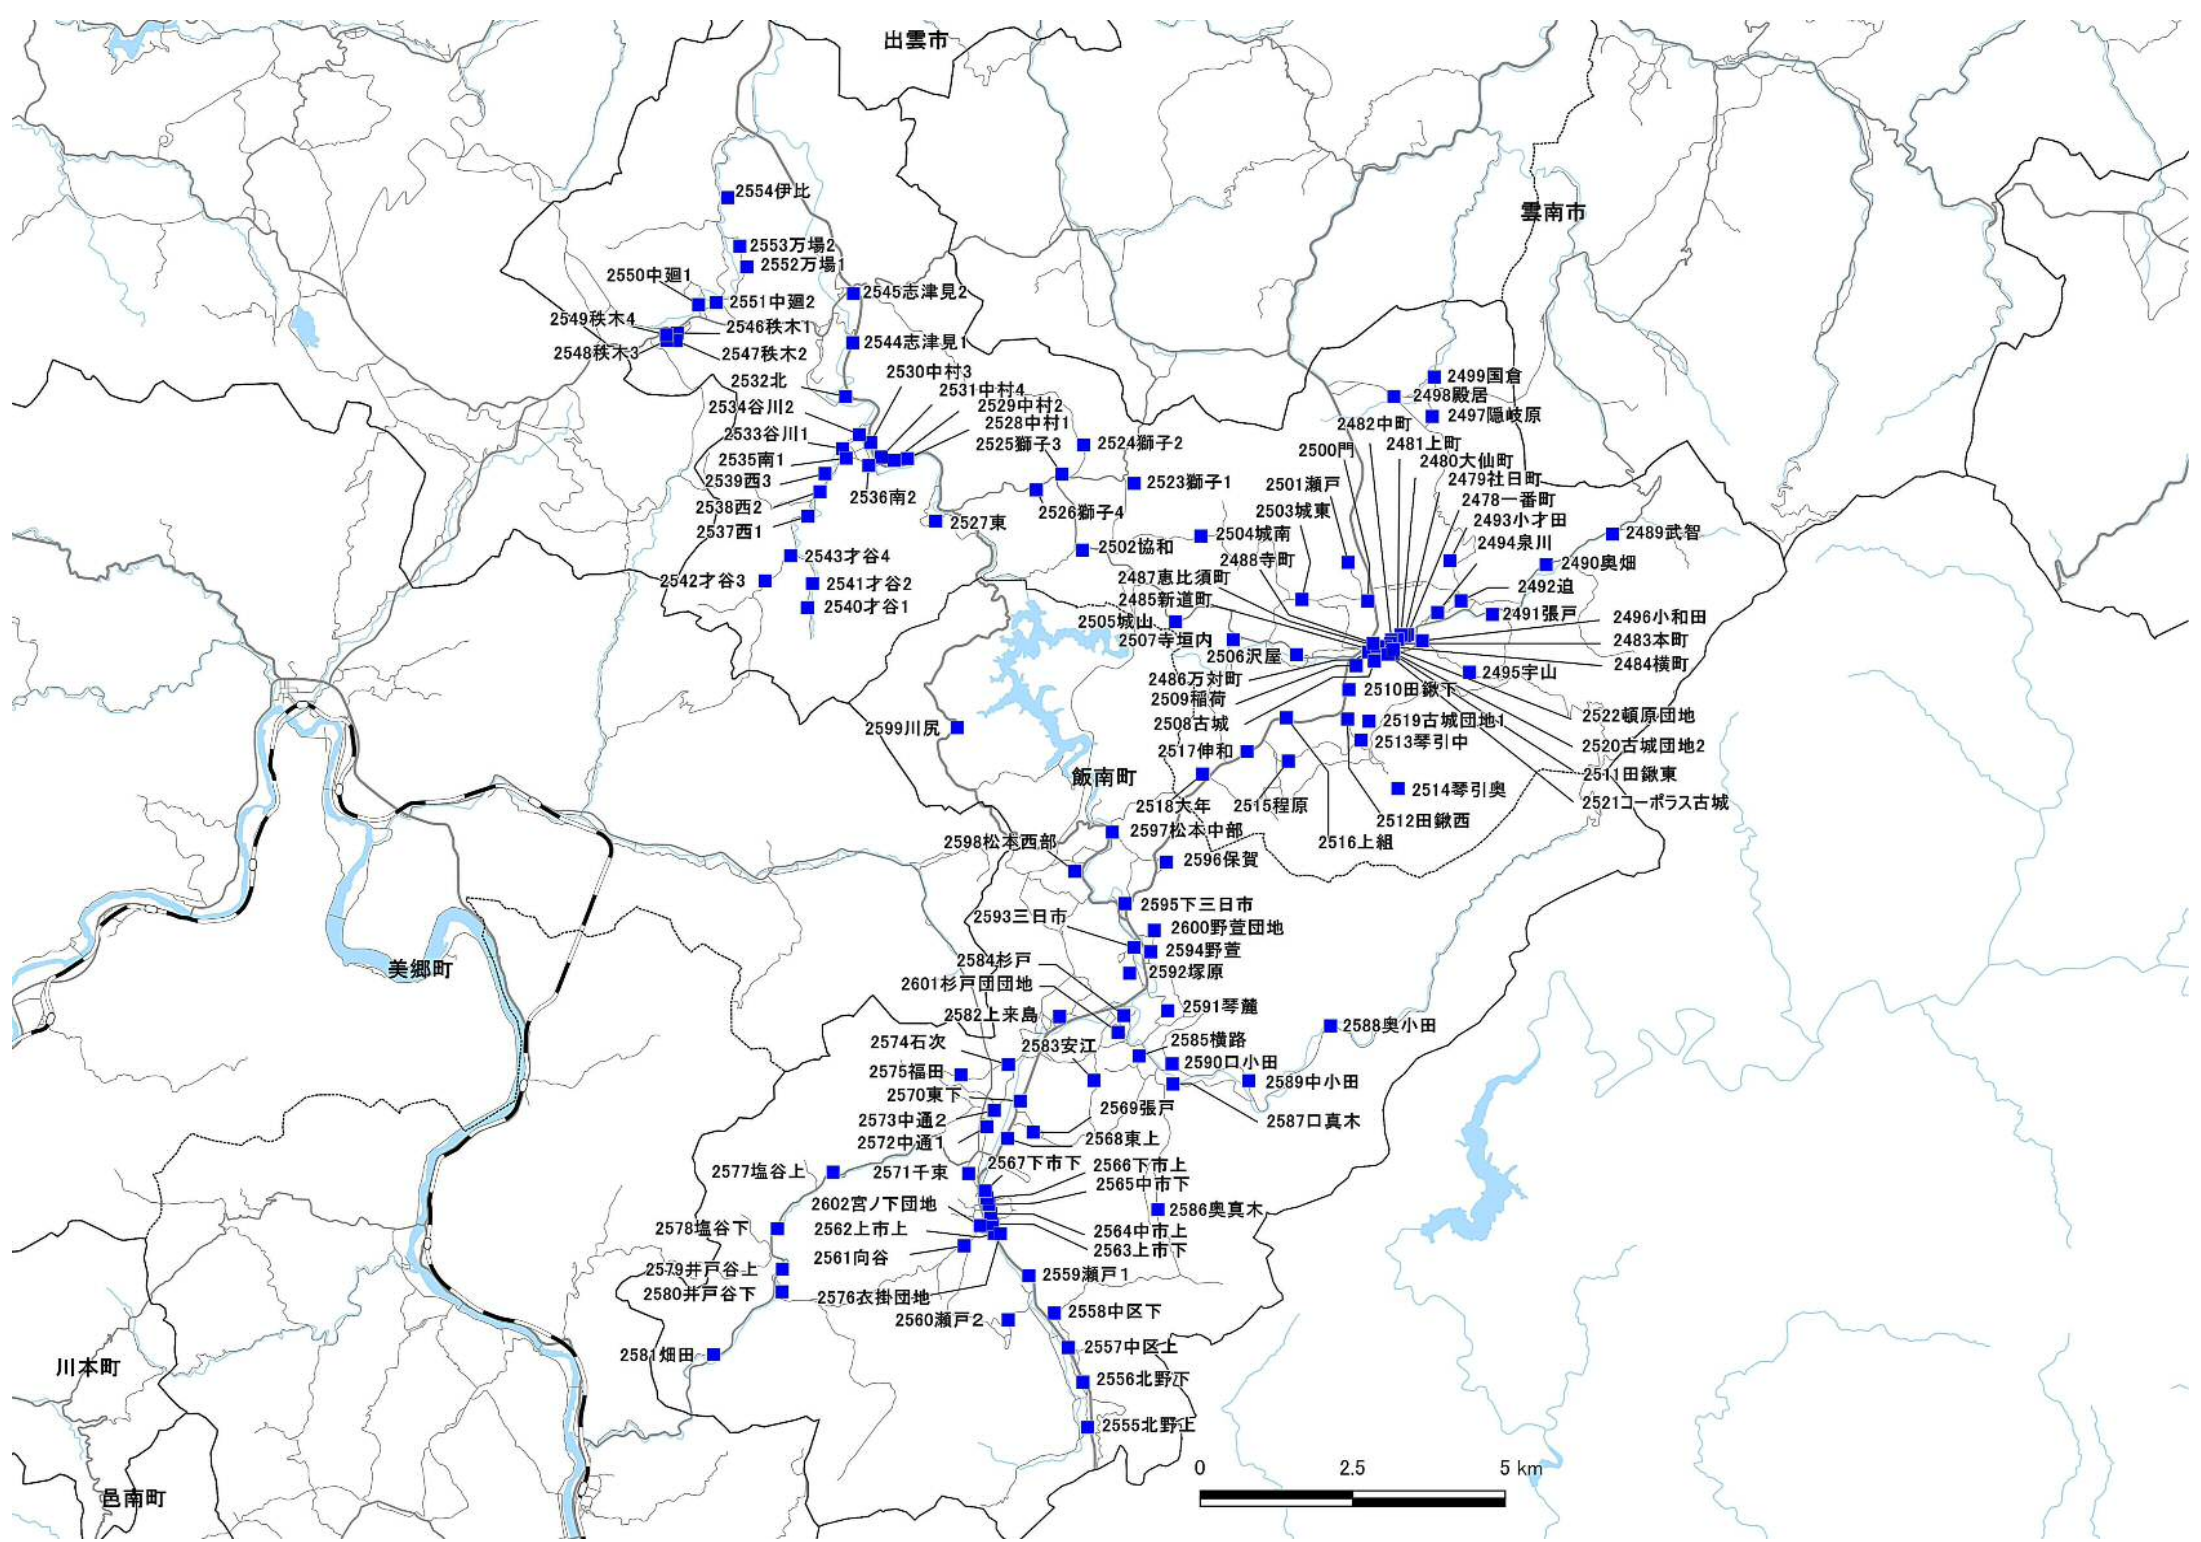 出雲市
2554伊比
雲南市
2553万場2
2552万場1
2550中廻1
2545志津見2
2551中廻2
2549秩木4
2546秩木1
2544志津見1
2548秩木3
2547秩木2
2530中村3
2532北
2531中村4
2499国倉
2498殿居
2534谷川2
2529中村2
2497隠岐原
2528中村1
2482中町
2533谷川1
2525獅子3
2524獅子2
2481上町
2500門
2535南1
2480大仙町
2539西3
2479社日町
2523獅子1
2501瀬戸
2536南2
2478一番町
2538西2
2526獅子4
2503城東
2527東
2493小才田
2537西1
2504城南
2489武智
2494泉川
2502協和
2543才谷4
2488寺町
2490奥畑
2487恵比須町
2542才谷3
2541才谷2
2492迫
2485新道町
2540才谷1
2491張戸
2505城山
2496小和田
2507寺垣内
2483本町
2506沢屋
2484横町
2486万対町
2495宇山
2510田鍬下
2509稲荷
2522頓原団地
2508古城
2519古城団地1
2599川尻
2513琴引中
2520古城団地2
2517伸和
飯南町
2511田鍬東
2514琴引奥
2521コーポラス古城
2518大年
2515程原
2512田鍬西
2597松本中部
2598松本西部
2516上組
2596保賀
2595下三日市
2593三日市
2600野萱団地
2594野萱
2584杉戸
美郷町
2592塚原
2601杉戸団団地
2591琴麓
2582上来島
2588奥小田
2574石次
2583安江
2585横路
2590口小田
2575福田
2589中小田
2570東下
2569張戸
2573中通2
2587口真木
2572中通1
2568東上
2567下市下
2566下市上
2577塩谷上
2571千束
2565中市下
2602宮ノ下団地
2586奥真木
2578塩谷下
2562上市上
2564中市上
2563上市下
2561向谷
2579井戸谷上
2559瀬戸1
2580井戸谷下
2576衣掛団地
2558中区下
2560瀬戸2
2557中区上
2581畑田
川本町
2556北野下
2555北野上
0 2.5 5 km
邑南町